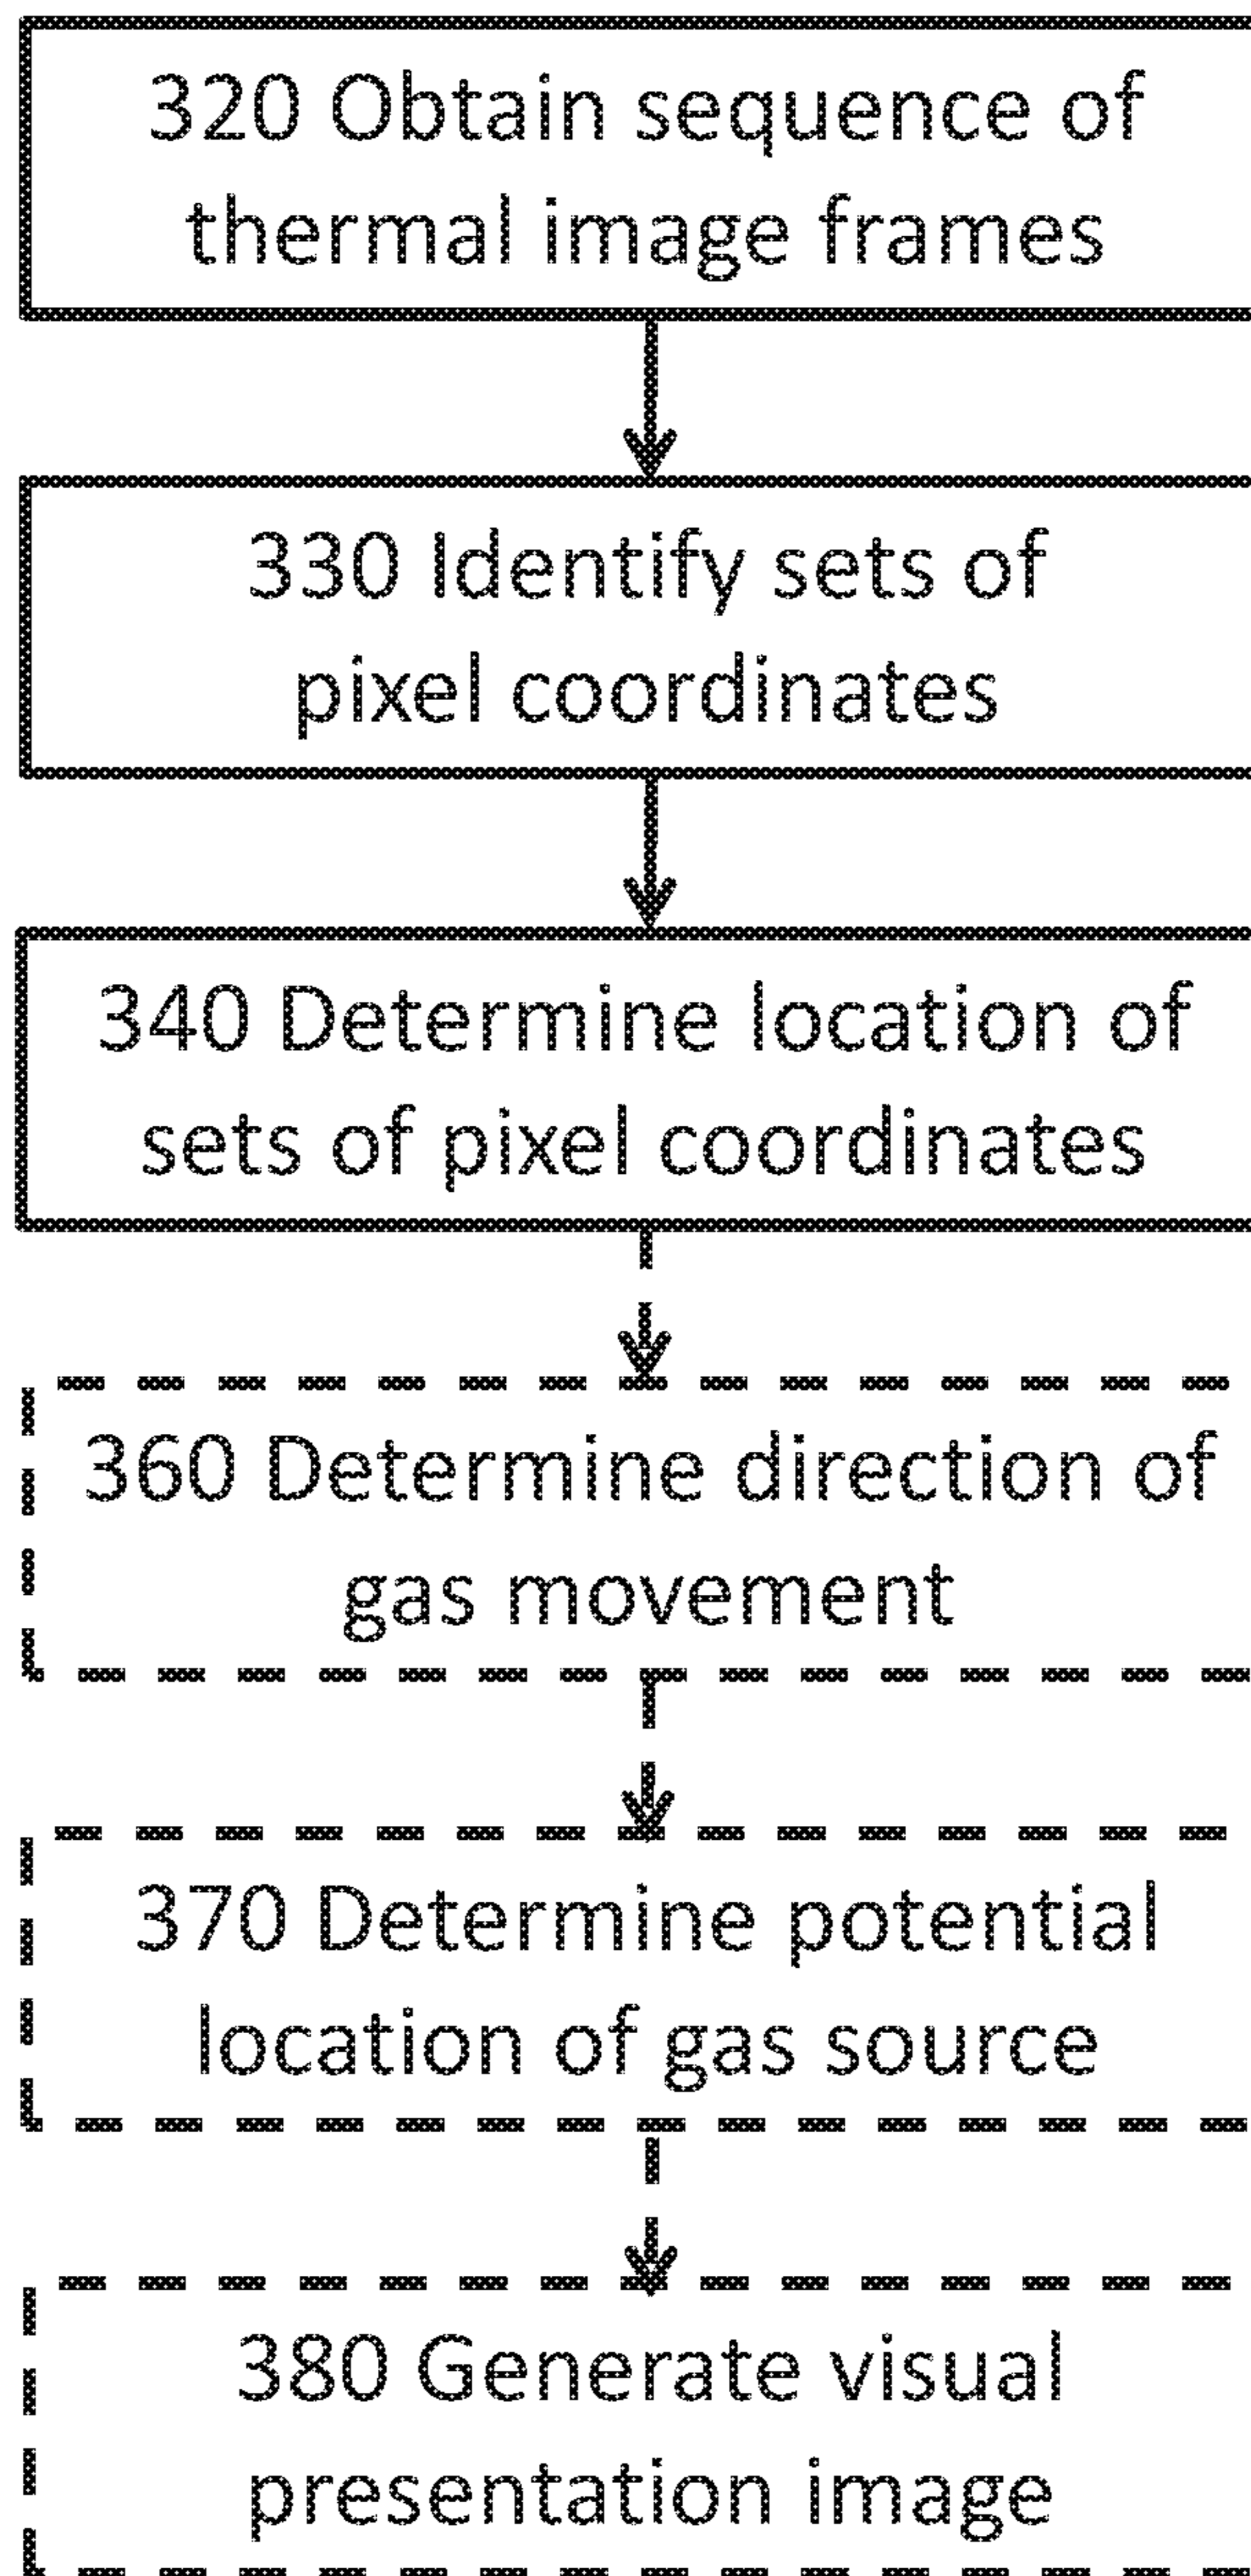 320 Obtain sequence of
thermal image frames
330 Identify sets of
pixel coordinates
340 Determine location of
sets of pixel coordinates
360 Determine direction of
gas movement
370 Determine potential
location of gas source
380 Generate visual
presentation image